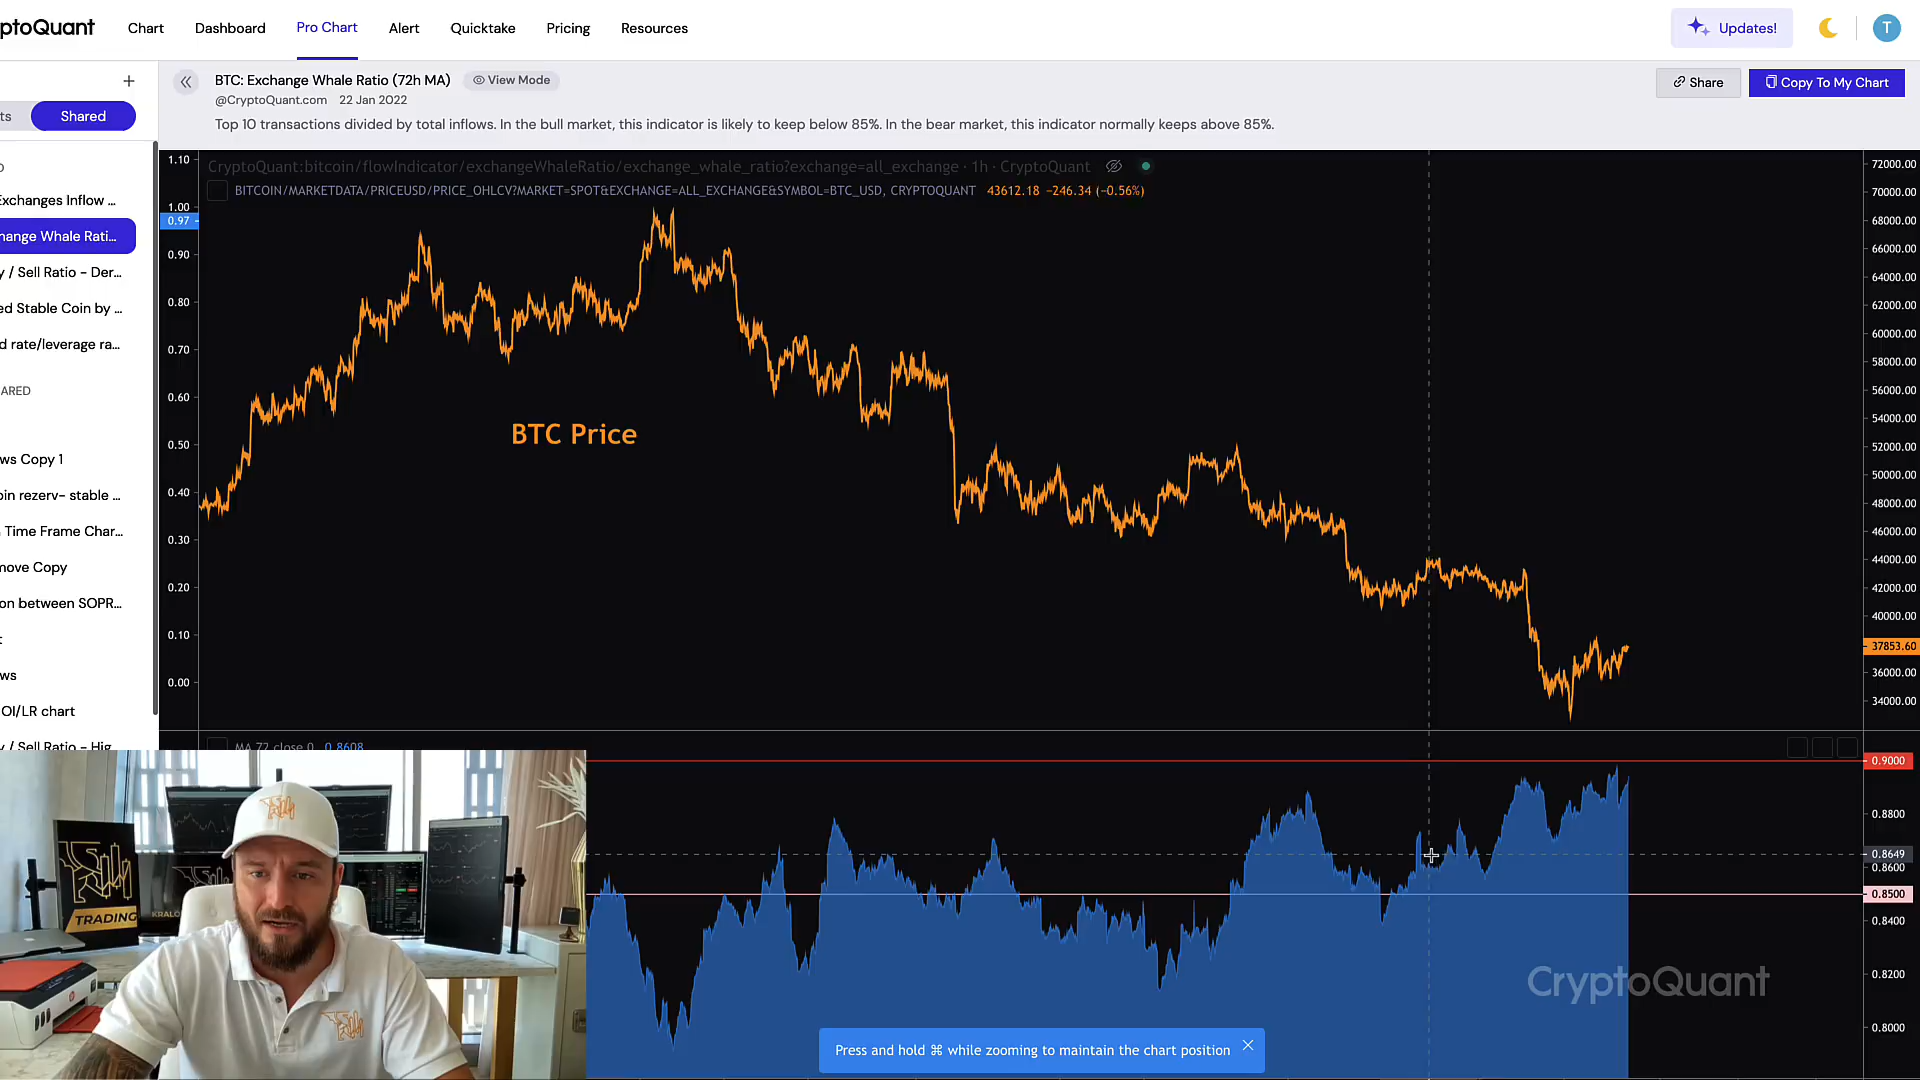 ptoQuant Chart Dashboard Pro Chart Alert Quicktake Pricing Resources Updates! T
+
ts Shared
BTC: Exchange Whale Ratio (72h MA) View Mode
@CryptoQuant.com 22 Jan 2022
Top 10 transactions divided by total inflows. In the bull market, this indicator is likely to keep below 85%. In the bear market, this indicator normally keeps above 85%.
Share Copy To My Chart
Exchanges Inflow ...
hange Whale Rati...
y / Sell Ratio - Der...
ed Stable Coin by ...
d rate/leverage ra...
ARED
ws Copy 1
oin rezerv- stable ...
Time Frame Char...
move Copy
on between SOPR...
t
ws
OI/LR chart
y / Sell Ratio - Hig
CryptoQuant:bitcoin/flowIndicator/exchangeWhaleRatio/exchange_whale_ratio?exchange=all_exchange · 1h · CryptoQuant
BITCOIN/MARKETDATA/PRICEUSD/PRICE_OHLCV?MARKET=SPOT&EXCHANGE=ALL_EXCHANGE&SYMBOL=BTC_USD, CRYPTOQUANT 43612.18 −246.34 (−0.56%)
1.10
1.00
0.97
0.90
0.80
0.70
0.60
0.50
0.40
0.30
0.20
0.10
0.00
BTC Price
72000.00
70000.00
68000.00
66000.00
64000.00
62000.00
60000.00
58000.00
56000.00
54000.00
52000.00
50000.00
48000.00
46000.00
44000.00
42000.00
40000.00
37853.60
36000.00
34000.00
MA 72 close 0 0.8608
0.9000
0.8800
0.8649
0.8600
0.8500
0.8400
0.8200
0.8000
CryptoQuant
Press and hold ⌘ while zooming to maintain the chart position
TRADING
KRALO